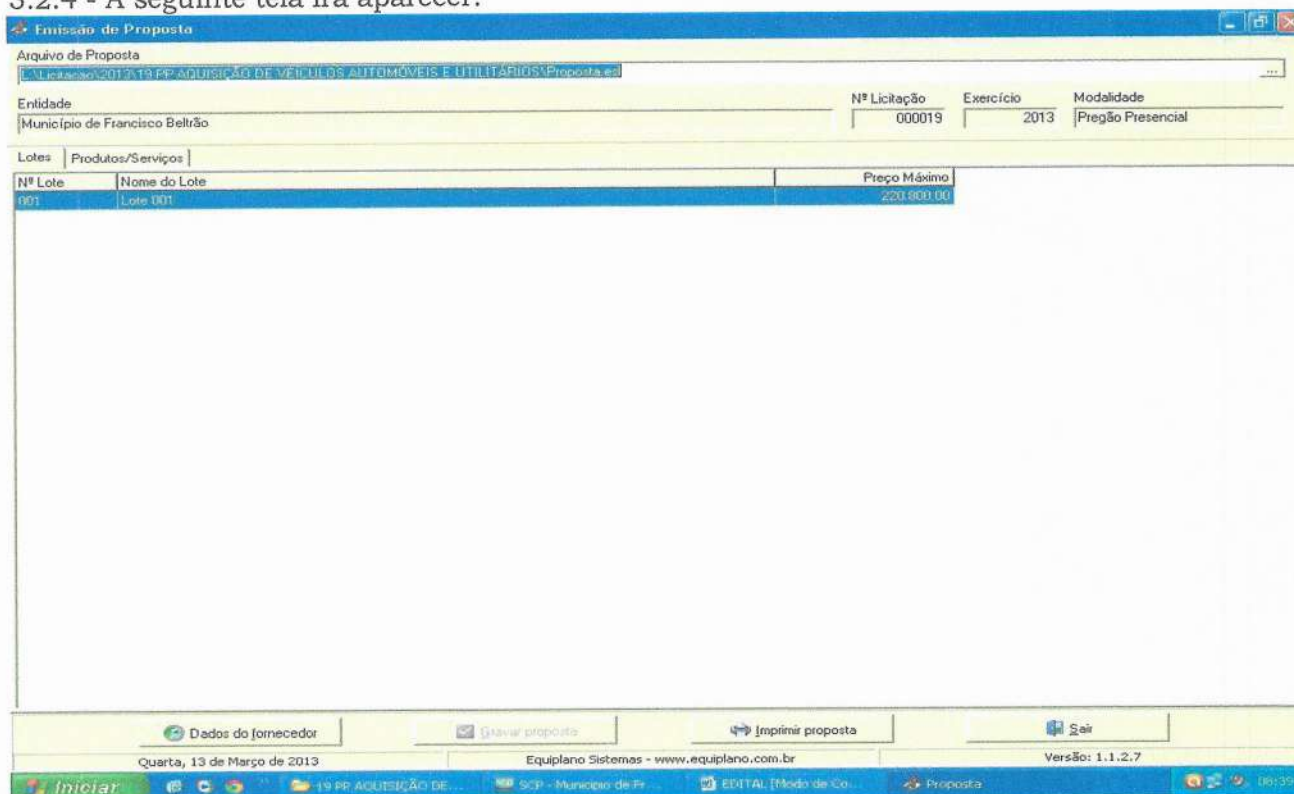 3.2.4 - A seguinte tela irá aparecer:
Emissão de Proposta
Arquivo de Proposta
L:\Licitacao\2013\19 PP AQUISIÇÃO DE VEICULOS AUTOMÓVEIS E UTILITÁRIOS\Proposta.esl
...
Entidade
Nº Licitação
Exercício
Modalidade
Município de Francisco Beltrão
000019
2013
Pregão Presencial
Lotes
Produtos/Serviços
Nº Lote
Nome do Lote
Preço Máximo
001
Lote 001
220.800,00
Dados do fornecedor
Gravar proposta
Imprimir proposta
Sair
Quarta, 13 de Março de 2013
Equiplano Sistemas - www.equiplano.com.br
Versão: 1.1.2.7
Iniciar
19 PP AQUISIÇÃO DE...
SCP - Municipio de Fr...
EDITAL [Modo de Co...
Proposta
08:39